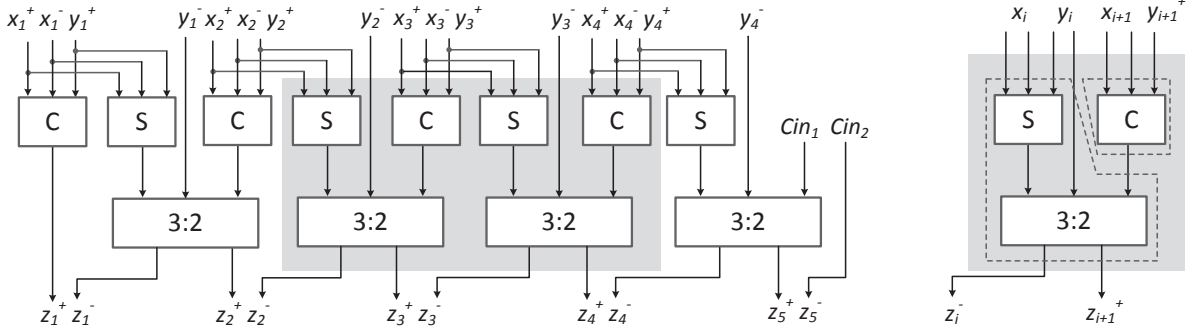 x₁⁺ x₁⁻ y₁⁺ y₁⁻ x₂⁺ x₂⁻ y₂⁺ y₂⁻ x₃⁺ x₃⁻ y₃⁺ y₃⁻ x₄⁺ x₄⁻ y₄⁺ y₄⁻ xᵢ yᵢ xᵢ₊₁ yᵢ₊₁⁺
C S C S C S C S Cin₁ Cin₂ S C
3:2 3:2 3:2 3:2 3:2
z₁⁺ z₁⁻ z₂⁺ z₂⁻ z₃⁺ z₃⁻ z₄⁺ z₄⁻ z₅⁺ z₅⁻ zᵢ⁻ zᵢ₊₁⁺